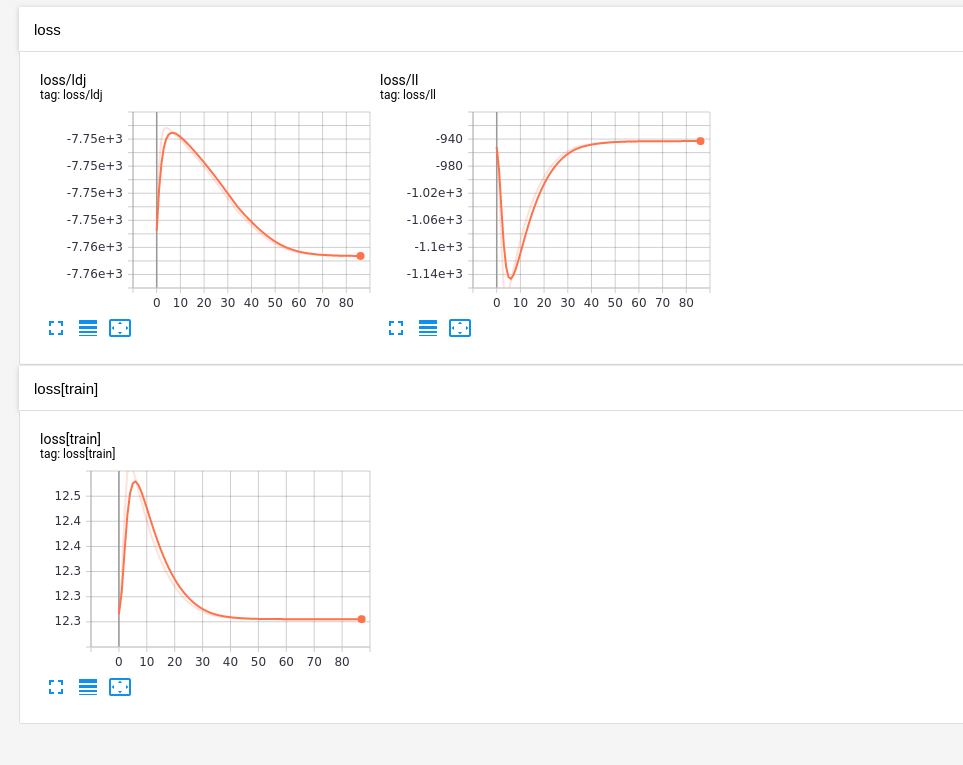 loss
loss/ldj
tag: loss/ldj
-7.75e+3
-7.75e+3
-7.75e+3
-7.75e+3
-7.76e+3
-7.76e+3
0 10 20 30 40 50 60 70 80
loss/ll
tag: loss/ll
-940
-980
-1.02e+3
-1.06e+3
-1.1e+3
-1.14e+3
0 10 20 30 40 50 60 70 80
loss[train]
loss[train]
tag: loss[train]
12.5
12.4
12.4
12.3
12.3
12.3
0 10 20 30 40 50 60 70 80